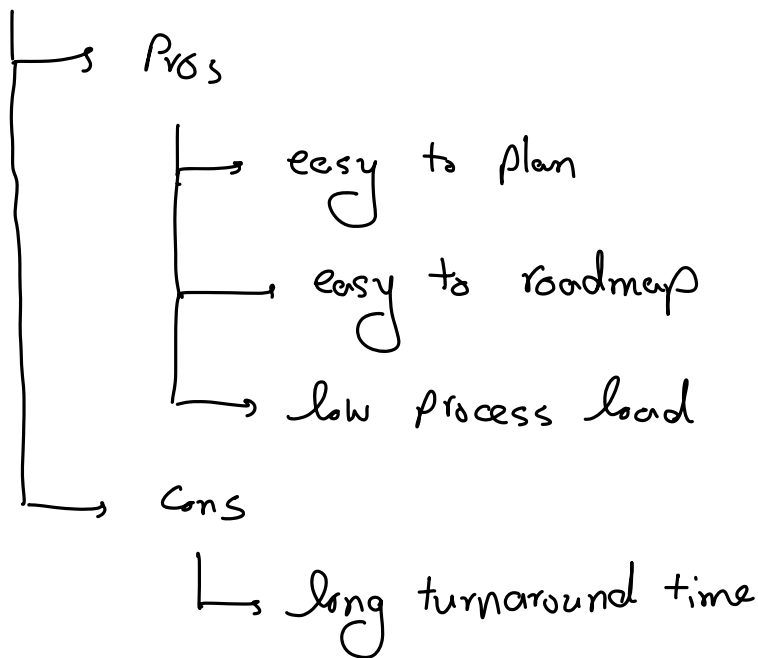 Pros
easy to plan
easy to roadmap
low process load
Cons
long turnaround time